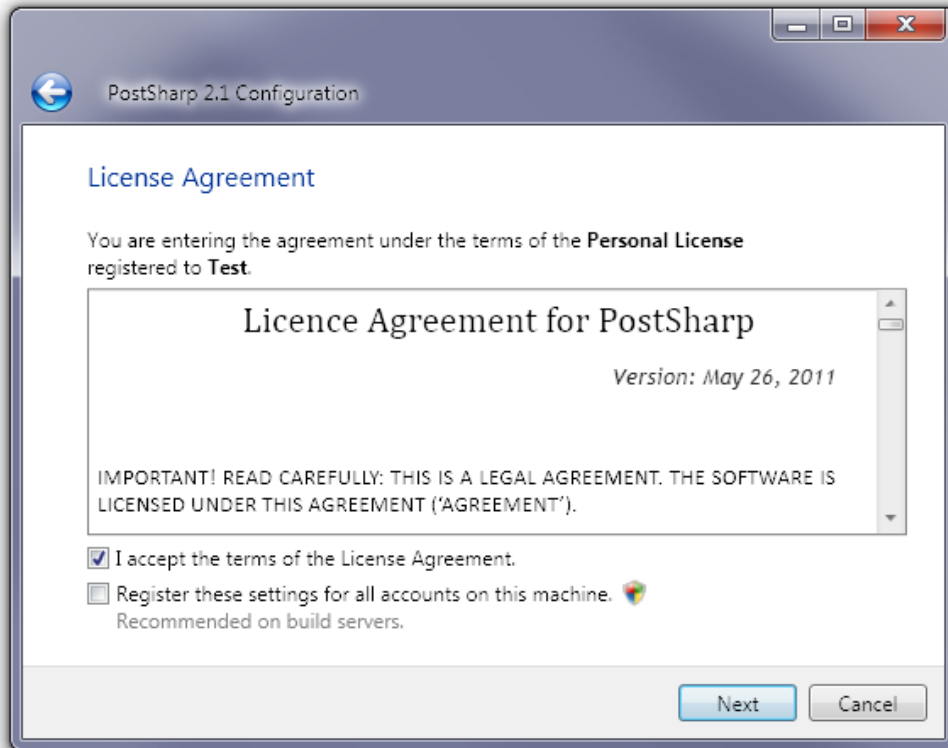 PostSharp 2.1 Configuration
License Agreement
You are entering the agreement under the terms of the Personal License
registered to Test.
Licence Agreement for PostSharp
Version: May 26, 2011
IMPORTANT! READ CAREFULLY: THIS IS A LEGAL AGREEMENT. THE SOFTWARE IS
LICENSED UNDER THIS AGREEMENT (‘AGREEMENT’).
I accept the terms of the License Agreement.
Register these settings for all accounts on this machine.
Recommended on build servers.
Next
Cancel